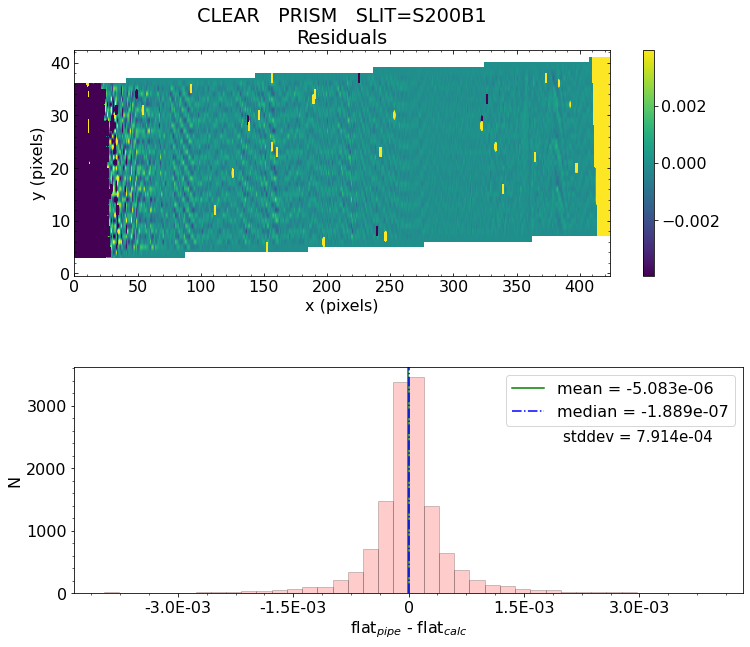 CLEAR PRISM SLIT=S200B1
Residuals
40
30
20
10
0
y (pixels)
0 50 100 150 200 250 300 350 400
x (pixels)
0.002
0.000
−0.002
3000
2000
1000
0
N
mean = -5.083e-06
median = -1.889e-07
stddev = 7.914e-04
-3.0E-03 -1.5E-03 0 1.5E-03 3.0E-03
flat_pipe - flat_calc